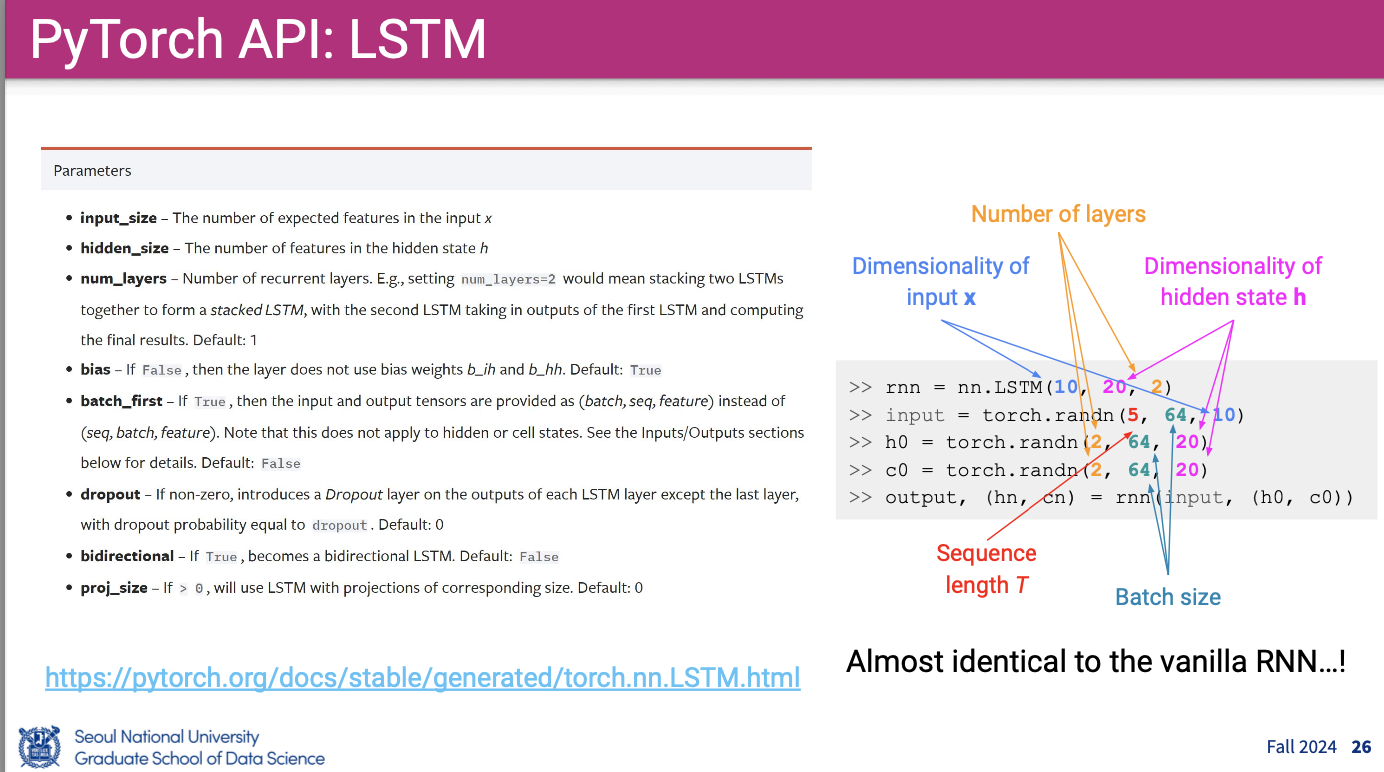 PyTorch API: LSTM
Parameters
• input_size – The number of expected features in the input x
• hidden_size – The number of features in the hidden state h
• num_layers – Number of recurrent layers. E.g., setting num_layers=2 would mean stacking two LSTMs
together to form a stacked LSTM, with the second LSTM taking in outputs of the first LSTM and computing
the final results. Default: 1
• bias – If False, then the layer does not use bias weights b_ih and b_hh. Default: True
• batch_first – If True, then the input and output tensors are provided as (batch, seq, feature) instead of
(seq, batch, feature). Note that this does not apply to hidden or cell states. See the Inputs/Outputs sections
below for details. Default: False
• dropout – If non-zero, introduces a Dropout layer on the outputs of each LSTM layer except the last layer,
with dropout probability equal to dropout. Default: 0
• bidirectional – If True, becomes a bidirectional LSTM. Default: False
• proj_size – If > 0, will use LSTM with projections of corresponding size. Default: 0
https://pytorch.org/docs/stable/generated/torch.nn.LSTM.html
Number of layers
Dimensionality of
input x
Dimensionality of
hidden state h
>> rnn = nn.LSTM(10, 20, 2)
>> input = torch.randn(5, 64, 10)
>> h0 = torch.randn(2, 64, 20)
>> c0 = torch.randn(2, 64, 20)
>> output, (hn, cn) = rnn(input, (h0, c0))
Sequence
length T
Batch size
Almost identical to the vanilla RNN…!
Seoul National University
Graduate School of Data Science
Fall 2024 26